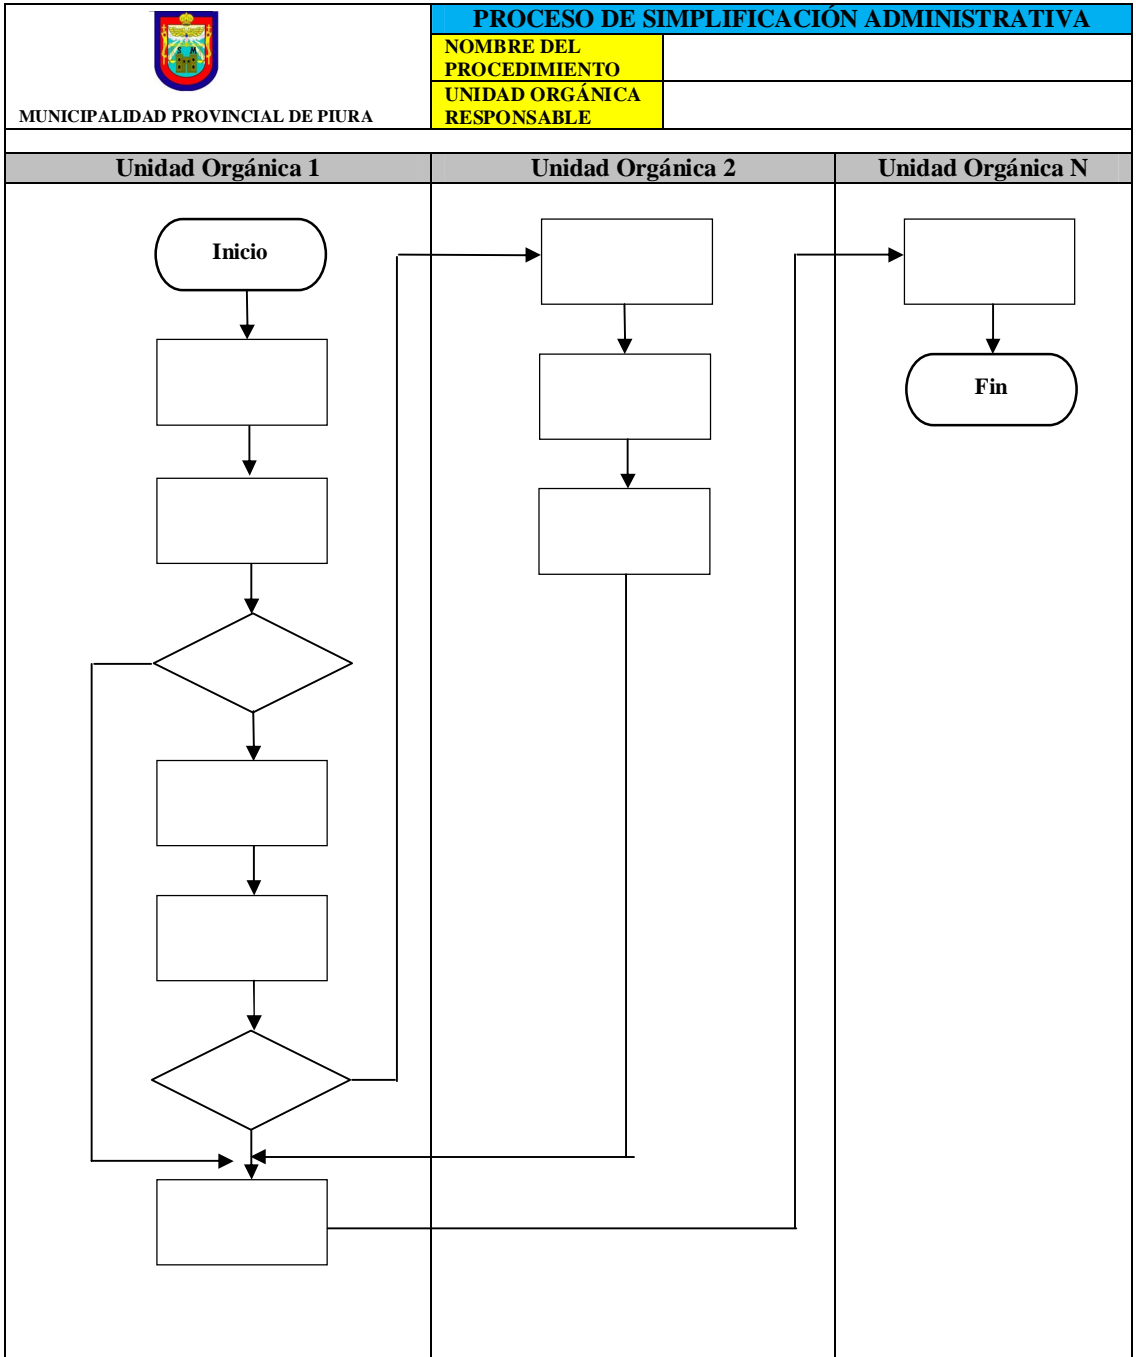 PROCESO DE SIMPLIFICACIÓN ADMINISTRATIVA
NOMBRE DEL
PROCEDIMIENTO
UNIDAD ORGÁNICA
RESPONSABLE
S M
MUNICIPALIDAD PROVINCIAL DE PIURA
Unidad Orgánica 1
Unidad Orgánica 2
Unidad Orgánica N
Inicio
Fin